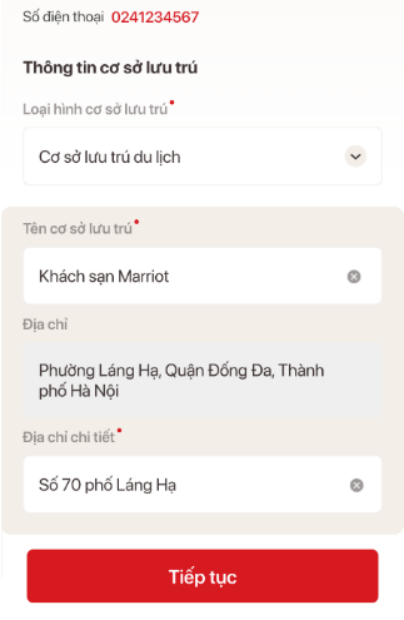 Số điện thoại 0241234567
Thông tin cơ sở lưu trú
Loại hình cơ sở lưu trú*
Cơ sở lưu trú du lịch
Tên cơ sở lưu trú*
Khách sạn Marriot
Địa chỉ
Phường Láng Hạ, Quận Đống Đa, Thành
phố Hà Nội
Địa chỉ chi tiết*
Số 70 phố Láng Hạ
Tiếp tục